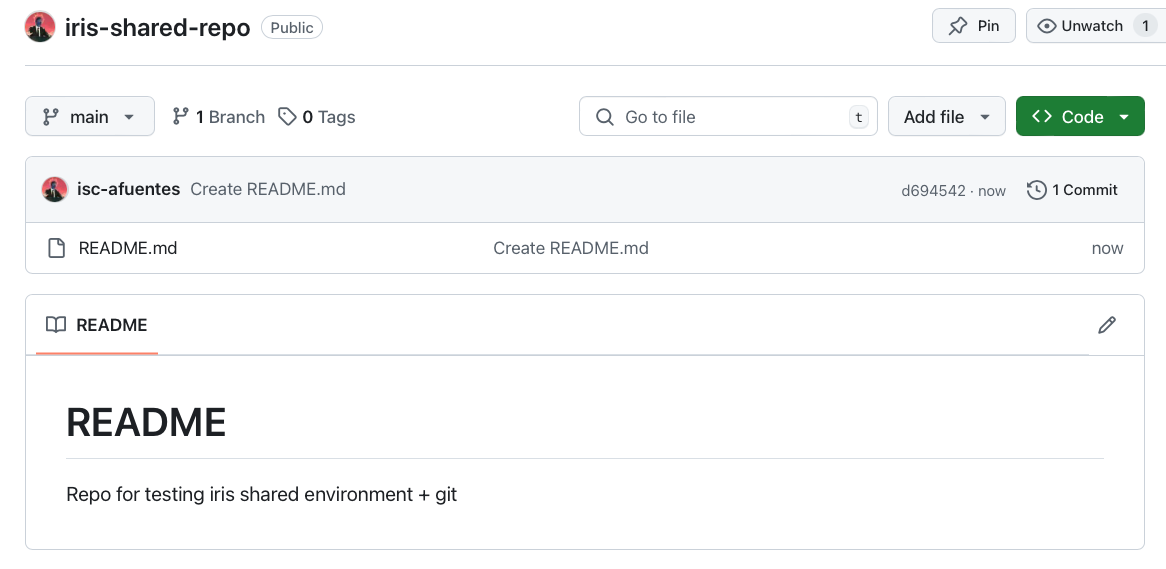 iris-shared-repo Public Pin Unwatch 1
main 1 Branch 0 Tags Go to file t Add file Code
isc-afuentes Create README.md d694542 · now 1 Commit
README.md Create README.md now
README
README
Repo for testing iris shared environment + git